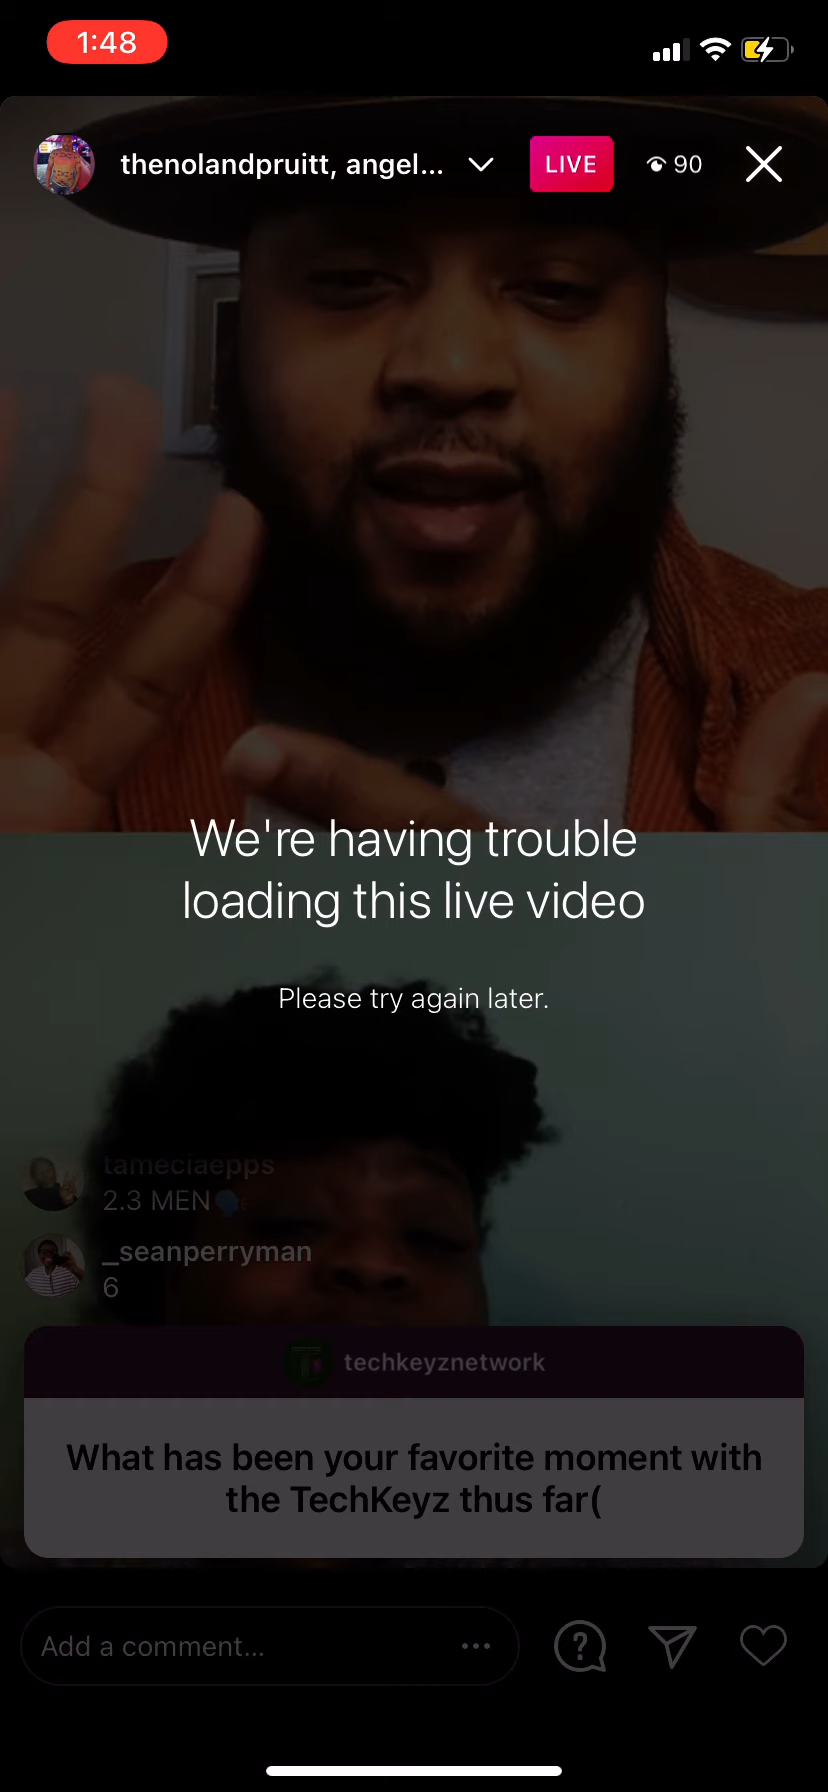 1:48
thenolandpruitt, angel...
LIVE
90
We're having trouble
loading this live video
Please try again later.
tameciaepps
2.3 MEN
_seanperryman
6
techkeyznetwork
What has been your favorite moment with
the TechKeyz thus far(
Add a comment...